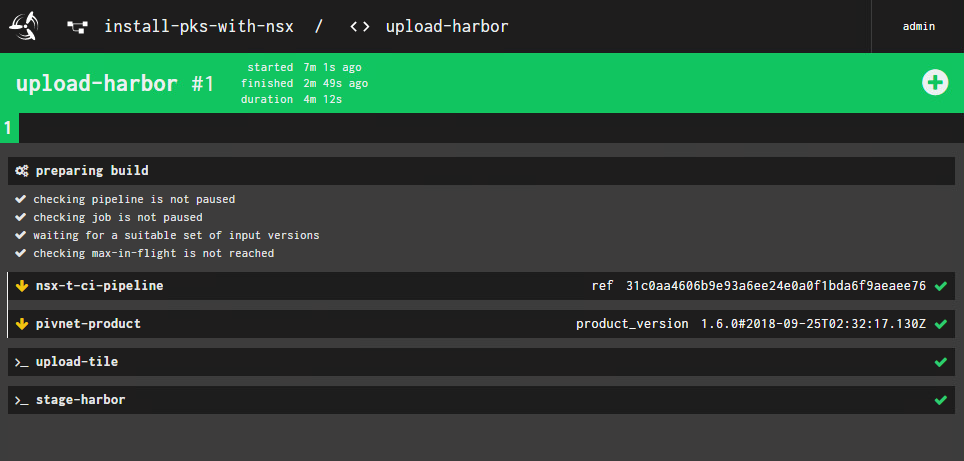 install-pks-with-nsx / <> upload-harbor admin
upload-harbor #1
started 7m 1s ago
finished 2m 49s ago
duration 4m 12s
1
preparing build
checking pipeline is not paused
checking job is not paused
waiting for a suitable set of input versions
checking max-in-flight is not reached
nsx-t-ci-pipeline ref 31c0aa4606b9e93a6ee24e0a0f1bda6f9aeaee76
pivnet-product product_version 1.6.0#2018-09-25T02:32:17.130Z
>_ upload-tile
>_ stage-harbor